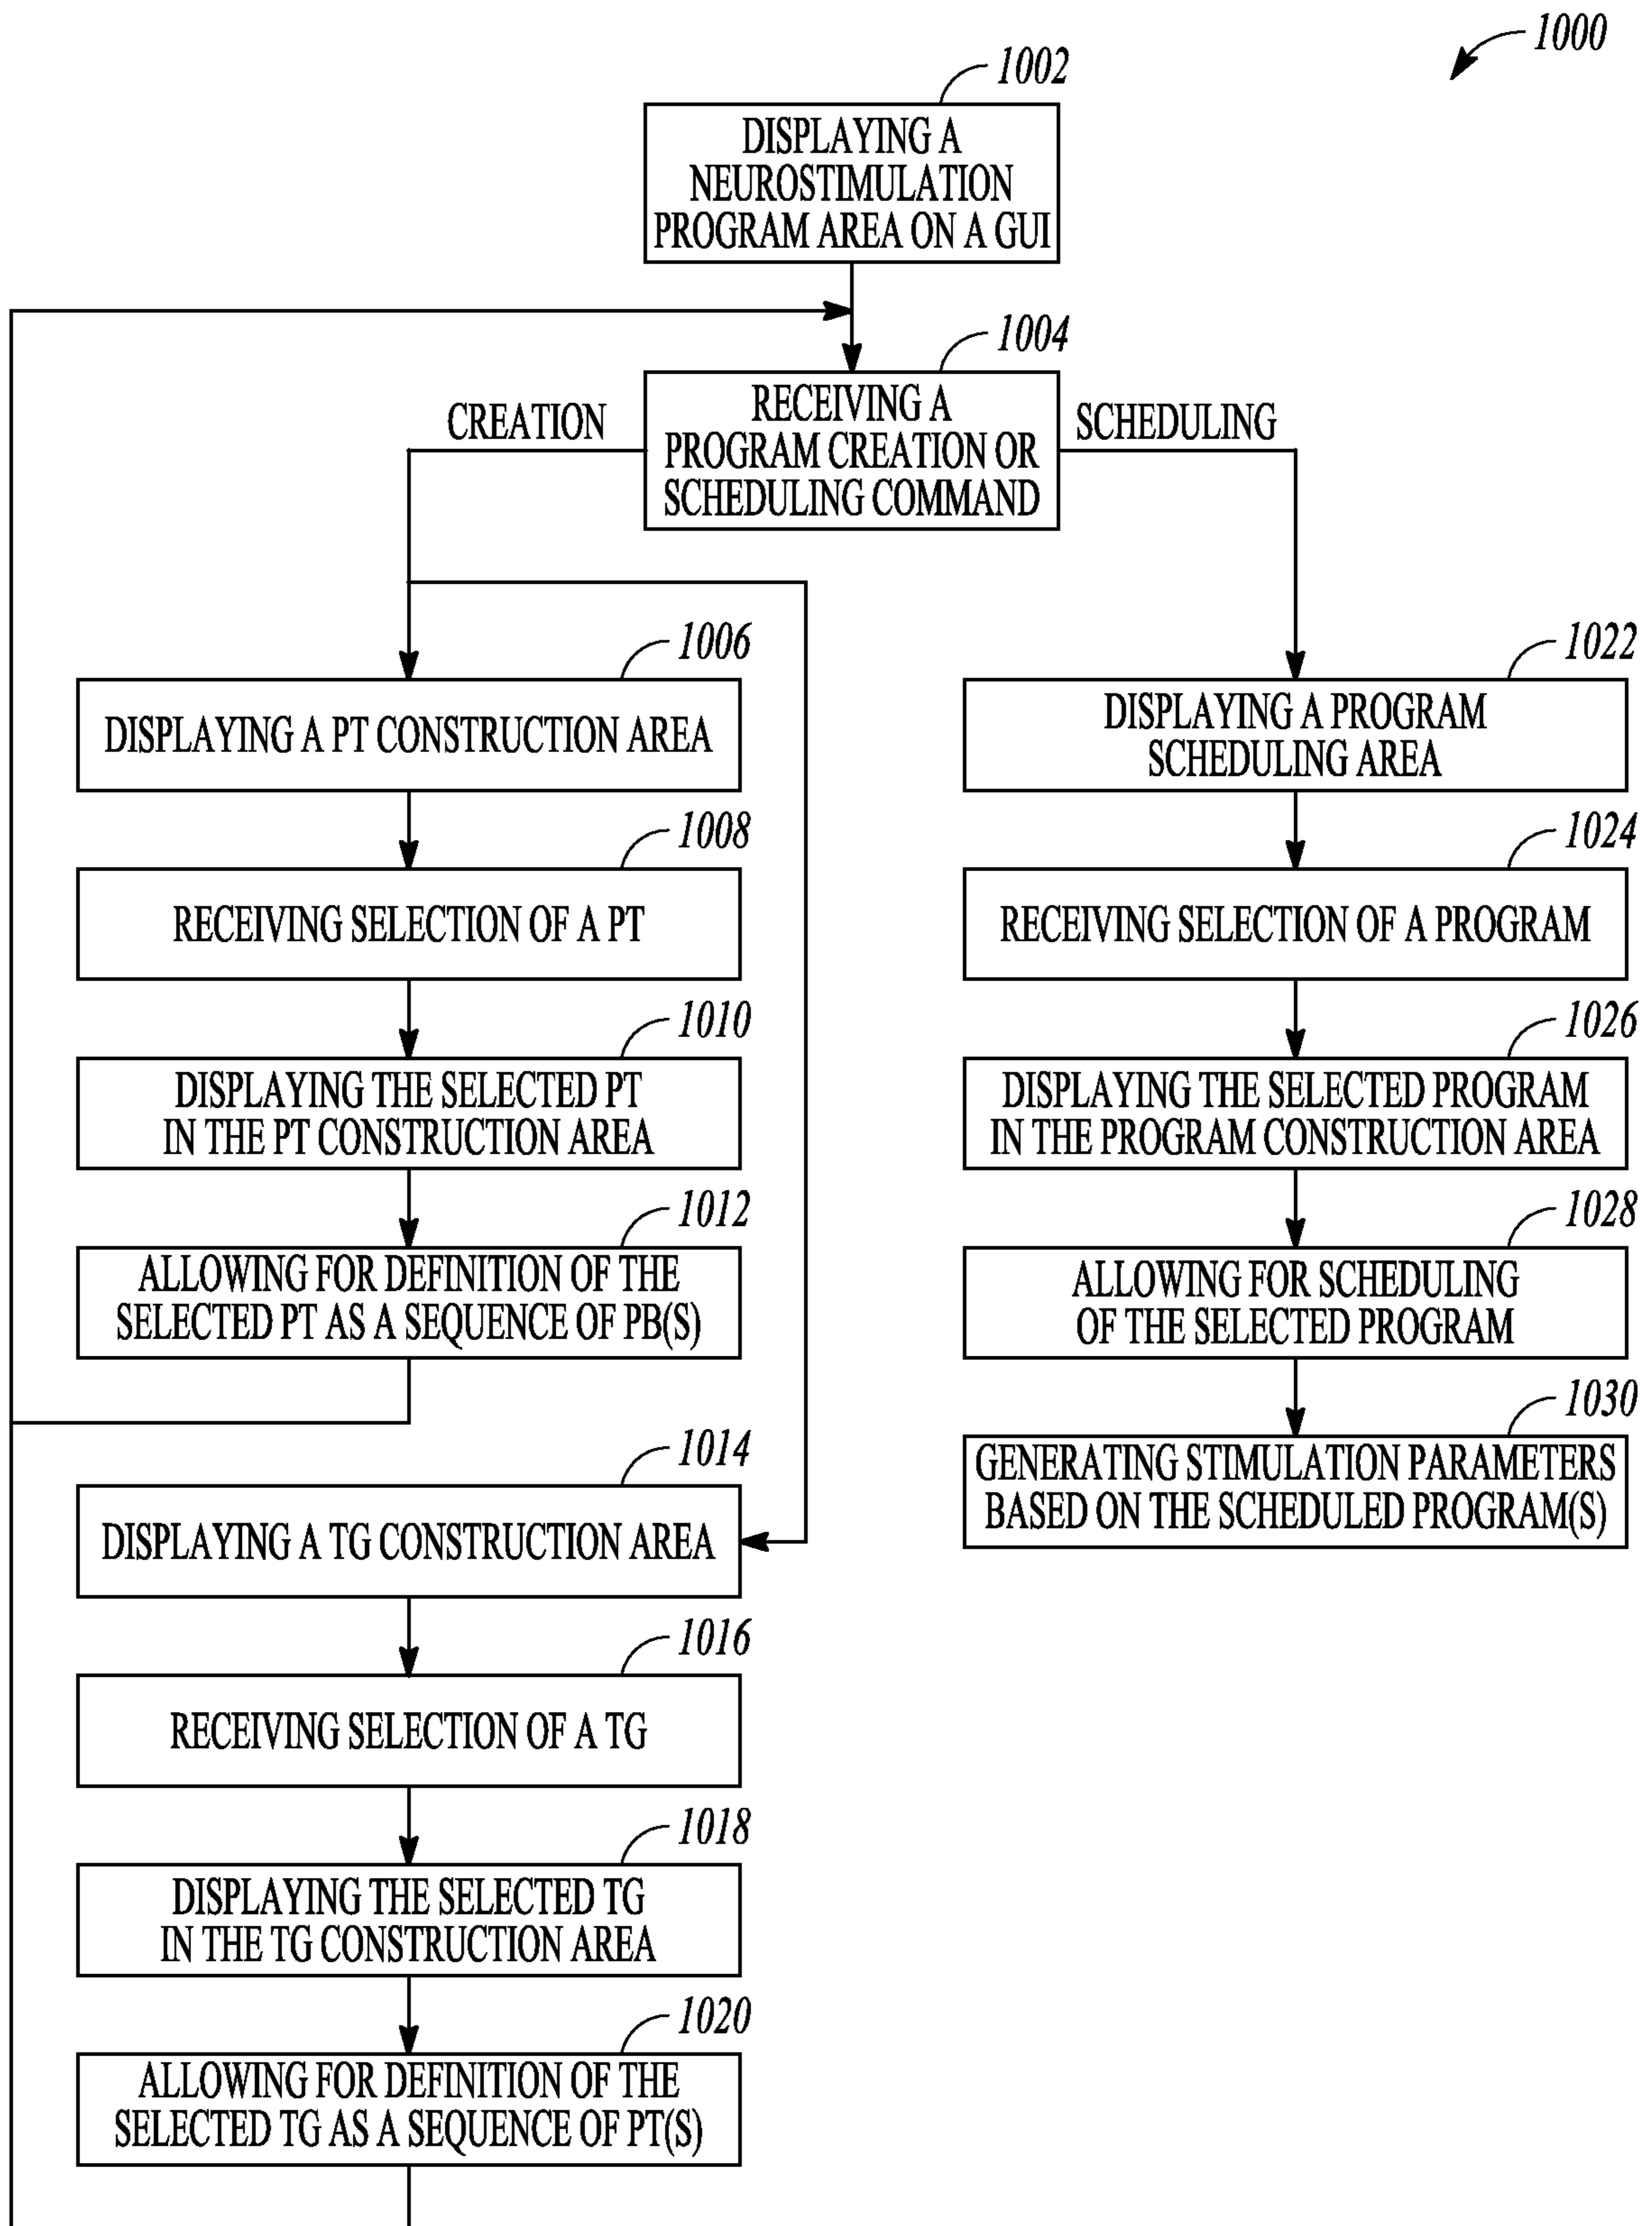 1000
1002
DISPLAYING A
NEUROSTIMULATION
PROGRAM AREA ON A GUI
1004
RECEIVING A
PROGRAM CREATION OR
SCHEDULING COMMAND
CREATION
SCHEDULING
1006
DISPLAYING A PT CONSTRUCTION AREA
1008
RECEIVING SELECTION OF A PT
1010
DISPLAYING THE SELECTED PT
IN THE PT CONSTRUCTION AREA
1012
ALLOWING FOR DEFINITION OF THE
SELECTED PT AS A SEQUENCE OF PB(S)
1014
DISPLAYING A TG CONSTRUCTION AREA
1016
RECEIVING SELECTION OF A TG
1018
DISPLAYING THE SELECTED TG
IN THE TG CONSTRUCTION AREA
1020
ALLOWING FOR DEFINITION OF THE
SELECTED TG AS A SEQUENCE OF PT(S)
1022
DISPLAYING A PROGRAM
SCHEDULING AREA
1024
RECEIVING SELECTION OF A PROGRAM
1026
DISPLAYING THE SELECTED PROGRAM
IN THE PROGRAM CONSTRUCTION AREA
1028
ALLOWING FOR SCHEDULING
OF THE SELECTED PROGRAM
1030
GENERATING STIMULATION PARAMETERS
BASED ON THE SCHEDULED PROGRAM(S)